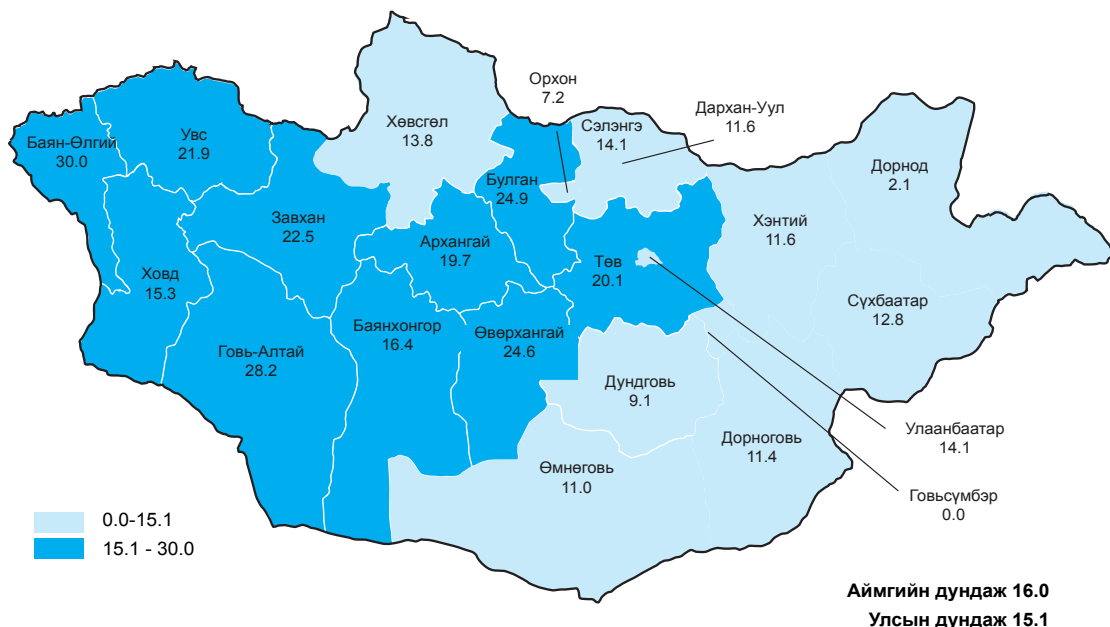 Орхон
7.2
Дархан-Уул
11.6
Хөвсгөл
13.8
Сэлэнгэ
14.1
Баян-Өлгий
30.0
Увс
21.9
Дорнод
2.1
Булган
24.9
Завхан
22.5
Хэнтий
11.6
Архангай
19.7
Төв
20.1
Ховд
15.3
Сүхбаатар
12.8
Баянхонгор
16.4
Өвөрхангай
24.6
Говь-Алтай
28.2
Дундговь
9.1
Улаанбаатар
14.1
Дорноговь
11.4
Өмнөговь
11.0
Говьсүмбэр
0.0
0.0-15.1
15.1 - 30.0
Аймгийн дундаж 16.0
Улсын дундаж 15.1